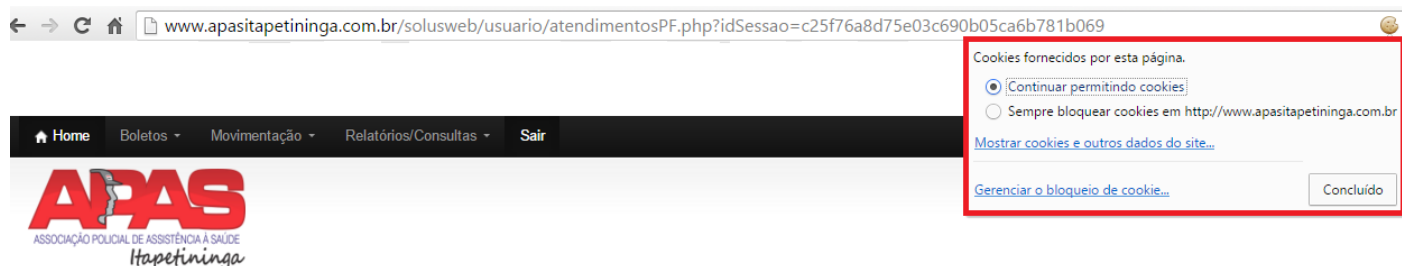 www.apasitapetininga.com.br/solusweb/usuario/atendimentosPF.php?idSessao=c25f76a8d75e03c690b05ca6b781b069
Cookies fornecidos por esta página.
Continuar permitindo cookies
Sempre bloquear cookies em http://www.apasitapetininga.com.br
Mostrar cookies e outros dados do site...
Gerenciar o bloqueio de cookie...
Concluído
Home Boletos Movimentação Relatórios/Consultas Sair
APAS
ASSOCIAÇÃO POLICIAL DE ASSISTÊNCIA À SAÚDE
Itapetininga